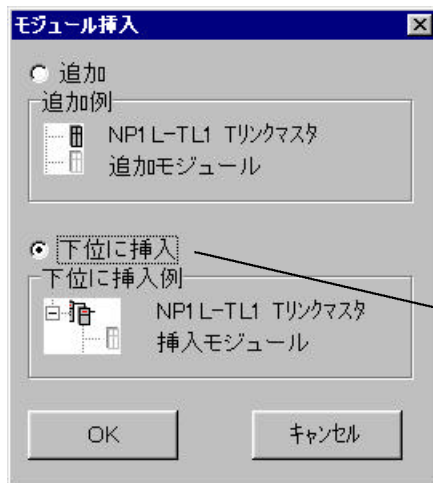 モジュール挿入
追加
追加例
NP1L-TL1 Tﾘﾝｸﾏｽﾀ
追加モジュール
下位に挿入
下位に挿入例
NP1L-TL1 Tﾘﾝｸﾏｽﾀ
挿入モジュール
OK
ｷｬﾝｾﾙ